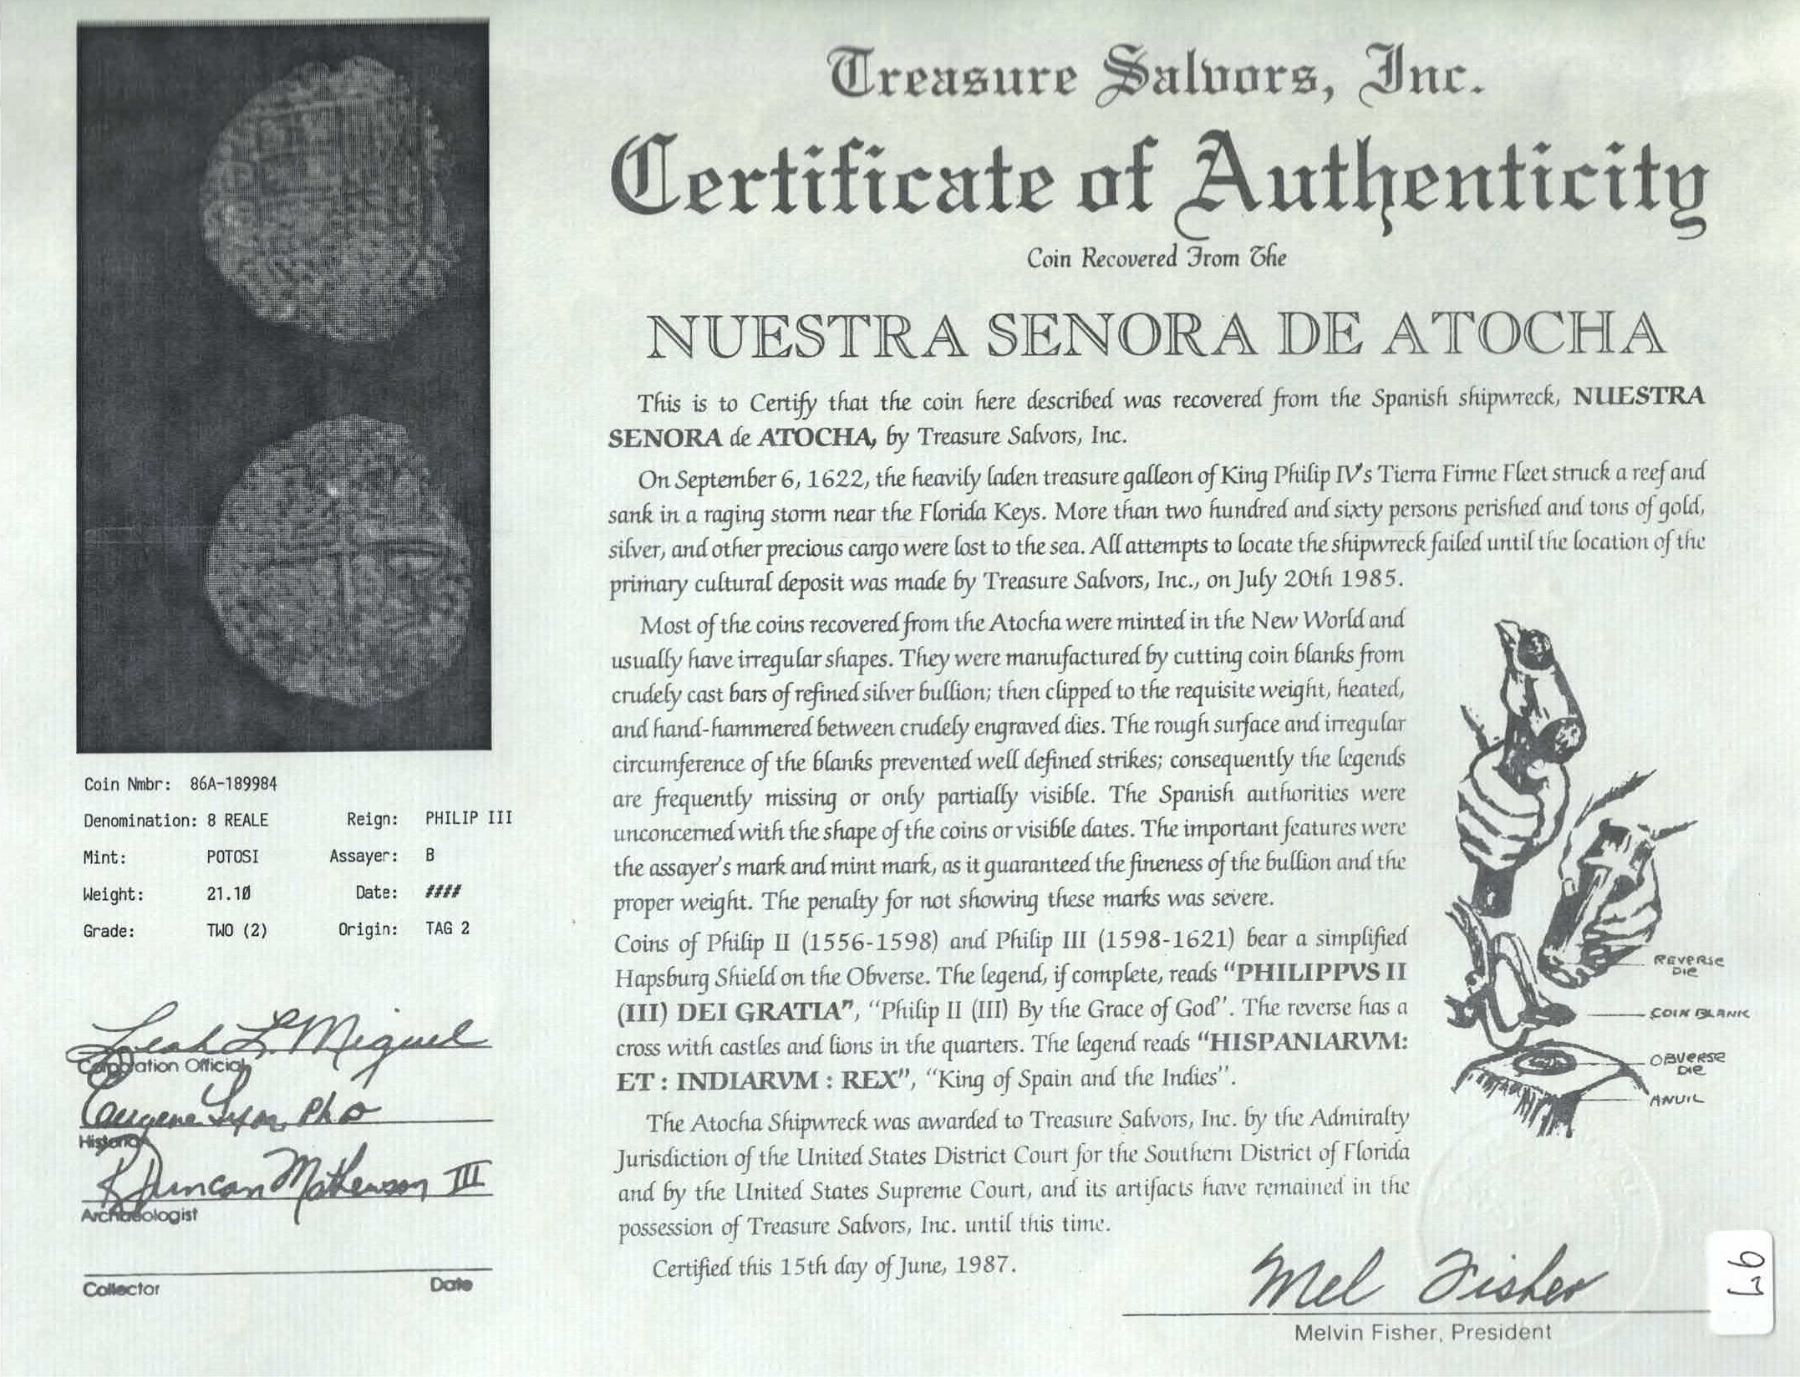 Treasure Salvors, Inc.
Certificate of Authenticity
Coin Recovered From The
NUESTRA SENORA DE ATOCHA
This is to Certify that the coin here described was recovered from the Spanish shipwreck, NUESTRA
SENORA de ATOCHA, by Treasure Salvors, Inc.
On September 6, 1622, the heavily laden treasure galleon of King Philip IV's Tierra Firme Fleet struck a reef and
sank in a raging storm near the Florida Keys. More than two hundred and sixty persons perished and tons of gold,
silver, and other precious cargo were lost to the sea. All attempts to locate the shipwreck failed until the location of the
primary cultural deposit was made by Treasure Salvors, Inc., on July 20th 1985.
Most of the coins recovered from the Atocha were minted in the New World and
usually have irregular shapes. They were manufactured by cutting coin blanks from
crudely cast bars of refined silver bullion; then clipped to the requisite weight, heated,
and hand-hammered between crudely engraved dies. The rough surface and irregular
circumference of the blanks prevented well defined strikes; consequently the legends
are frequently missing or only partially visible. The Spanish authorities were
unconcerned with the shape of the coins or visible dates. The important features were
the assayer's mark and mint mark, as it guaranteed the fineness of the bullion and the
proper weight. The penalty for not showing these marks was severe.
Coins of Philip II (1556-1598) and Philip III (1598-1621) bear a simplified
Hapsburg Shield on the Obverse. The legend, if complete, reads "PHILIPPVS II
(III) DEI GRATIA", "Philip II (III) By the Grace of God". The reverse has a
cross with castles and lions in the quarters. The legend reads "HISPANIARVM:
ET : INDIARVM : REX", "King of Spain and the Indies".
The Atocha Shipwreck was awarded to Treasure Salvors, Inc. by the Admiralty
Jurisdiction of the United States District Court for the Southern District of Florida
and by the United States Supreme Court, and its artifacts have remained in the
possession of Treasure Salvors, Inc. until this time.
Certified this 15th day of June, 1987.
REVERSE
DIE
COIN BLANK
OBVERSE
DIE
ANVIL
Mel Fisher
Melvin Fisher, President
Coin Nmbr: 86A-189984
Denomination: 8 REALE Reign: PHILIP III
Mint: POTOSI Assayer: B
Weight: 21.10 Date: ####
Grade: TWO (2) Origin: TAG 2
Leah L. Miguel
Corporation Official
Eugene Lyon, PhD
Historian
R Duncan Mathewson III
Archaeologist
Collector Date